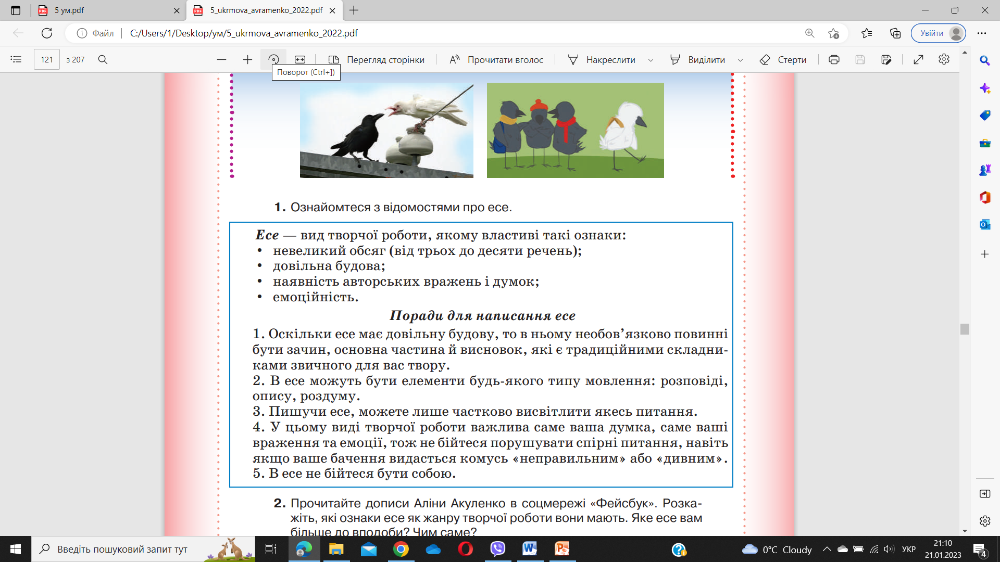 5 ум.pdf
5_ukrmova_avramenko_2022.pdf
Файл
C:/Users/1/Desktop/ум/5_ukrmova_avramenko_2022.pdf
Увійти
121
з 207
Перегляд сторінки
Прочитати вголос
Накреслити
Виділити
Стерти
Поворот (Ctrl+])
1. Ознайомтеся з відомостями про есе.
Есе — вид творчої роботи, якому властиві такі ознаки:
• невеликий обсяг (від трьох до десяти речень);
• довільна будова;
• наявність авторських вражень і думок;
• емоційність.
Поради для написання есе
1. Оскільки есе має довільну будову, то в ньому необов’язково повинні
бути зачин, основна частина й висновок, які є традиційними складни-
ками звичного для вас твору.
2. В есе можуть бути елементи будь-якого типу мовлення: розповіді,
опису, роздуму.
3. Пишучи есе, можете лише частково висвітлити якесь питання.
4. У цьому виді творчої роботи важлива саме ваша думка, саме ваші
враження та емоції, тож не бійтеся порушувати спірні питання, навіть
якщо ваше бачення видасться комусь «неправильним» або «дивним».
5. В есе не бійтеся бути собою.
2. Прочитайте дописи Аліни Акуленко в соцмережі «Фейсбук». Розка-
жіть, які ознаки есе як жанру творчої роботи вони мають. Яке есе вам
більше до вподоби? Чим саме?
Введіть пошуковий запит тут
0°C Cloudy
УКР
21:10
21.01.2023
4